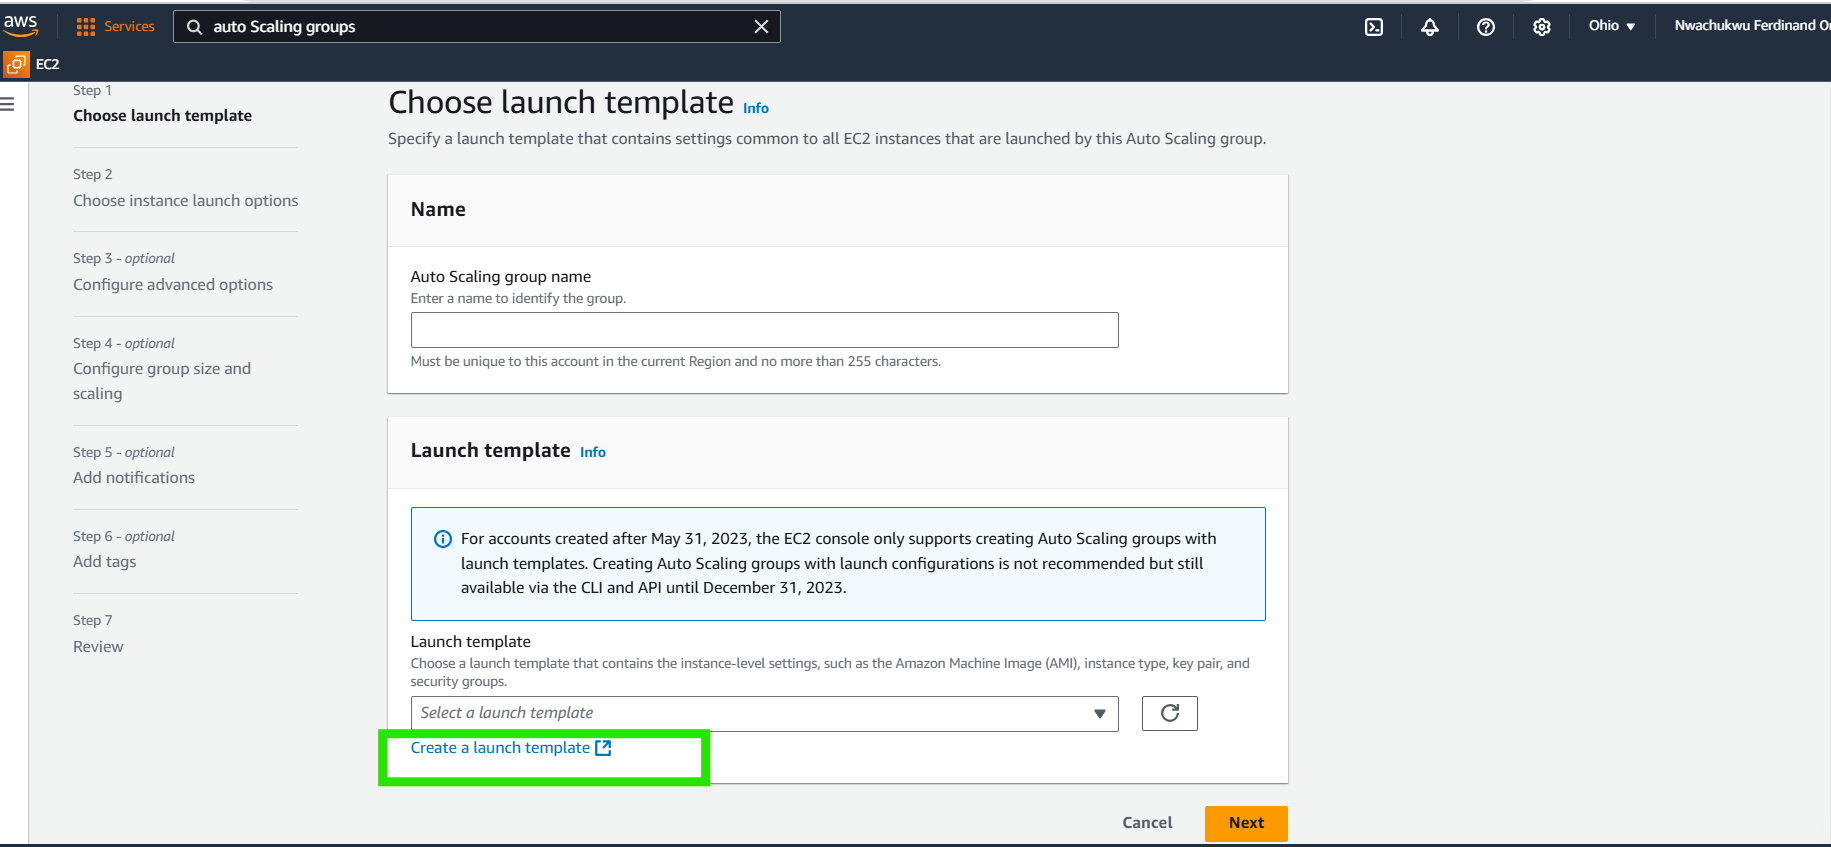 aws
Services
auto Scaling groups
Ohio
Nwachukwu Ferdinand
EC2
Step 1
Choose launch template
Step 2
Choose instance launch options
Step 3 - optional
Configure advanced options
Step 4 - optional
Configure group size and
scaling
Step 5 - optional
Add notifications
Step 6 - optional
Add tags
Step 7
Review
Choose launch template Info
Specify a launch template that contains settings common to all EC2 instances that are launched by this Auto Scaling group.
Name
Auto Scaling group name
Enter a name to identify the group.
Must be unique to this account in the current Region and no more than 255 characters.
Launch template Info
For accounts created after May 31, 2023, the EC2 console only supports creating Auto Scaling groups with
launch templates. Creating Auto Scaling groups with launch configurations is not recommended but still
available via the CLI and API until December 31, 2023.
Launch template
Choose a launch template that contains the instance-level settings, such as the Amazon Machine Image (AMI), instance type, key pair, and
security groups.
Select a launch template
Create a launch template
Cancel
Next